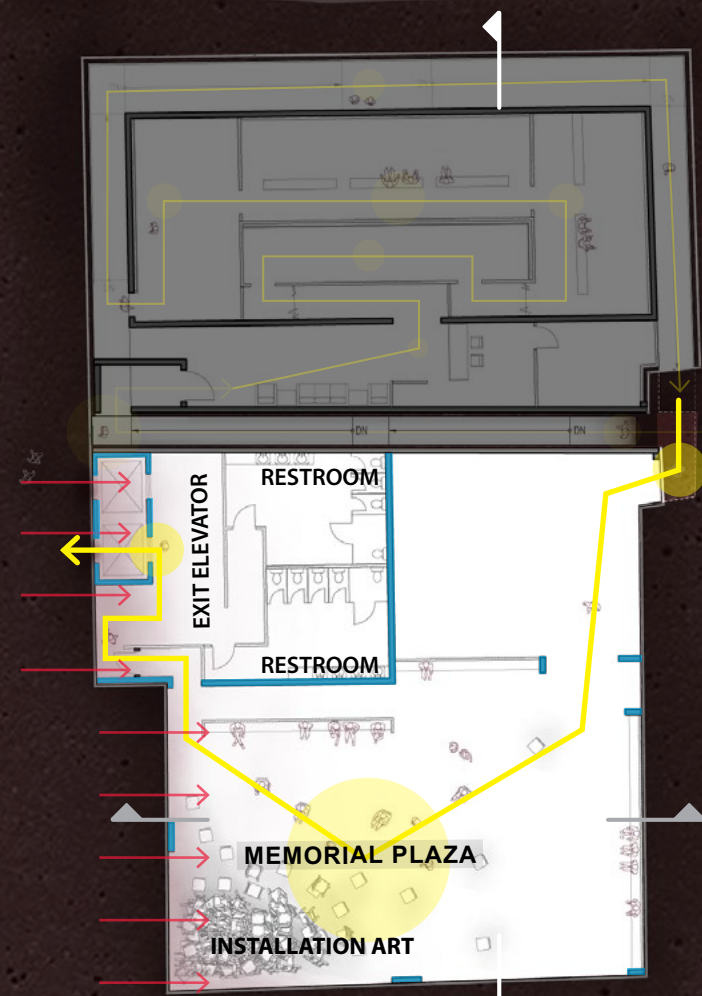 DN
DN
RESTROOM
EXIT ELEVATOR
RESTROOM
MEMORIAL PLAZA
INSTALLATION ART